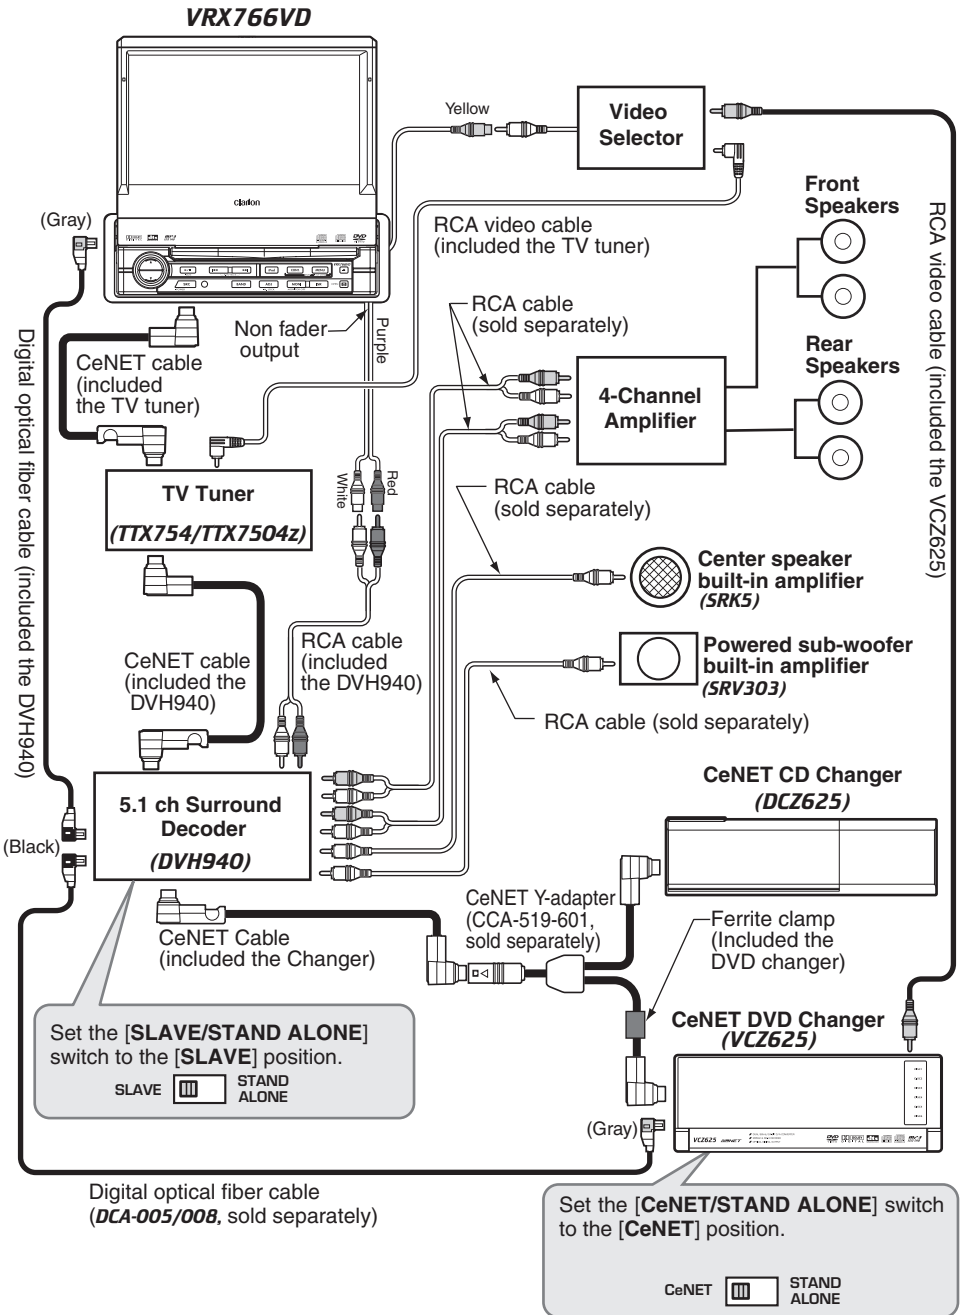 VRX766VD
Yellow
Video
Selector
clarion
(Gray)
RCA video cable
(included the TV tuner)
Front
Speakers
RCA video cable (included the VCZ625)
Non fader
output
Purple
RCA cable
(sold separately)
Rear
Speakers
CeNET cable
(included
the TV tuner)
4-Channel
Amplifier
Digital optical fiber cable (included the DVH940)
TV Tuner
(TTX754/TTX7504z)
White
Red
RCA cable
(sold separately)
Center speaker
built-in amplifier
(SRK5)
CeNET cable
(included the
DVH940)
RCA cable
(included
the DVH940)
Powered sub-woofer
built-in amplifier
(SRV303)
RCA cable (sold separately)
5.1 ch Surround
Decoder
(DVH940)
(Black)
CeNET CD Changer
(DCZ625)
CeNET Y-adapter
(CCA-519-601,
sold separately)
Ferrite clamp
(Included the
DVD changer)
CeNET Cable
(included the Changer)
CeNET DVD Changer
(VCZ625)
Set the [SLAVE/STAND ALONE]
switch to the [SLAVE] position.
SLAVE
STAND
ALONE
(Gray)
VCZ625
Digital optical fiber cable
(DCA-005/008, sold separately)
Set the [CeNET/STAND ALONE] switch
to the [CeNET] position.
CeNET
STAND
ALONE